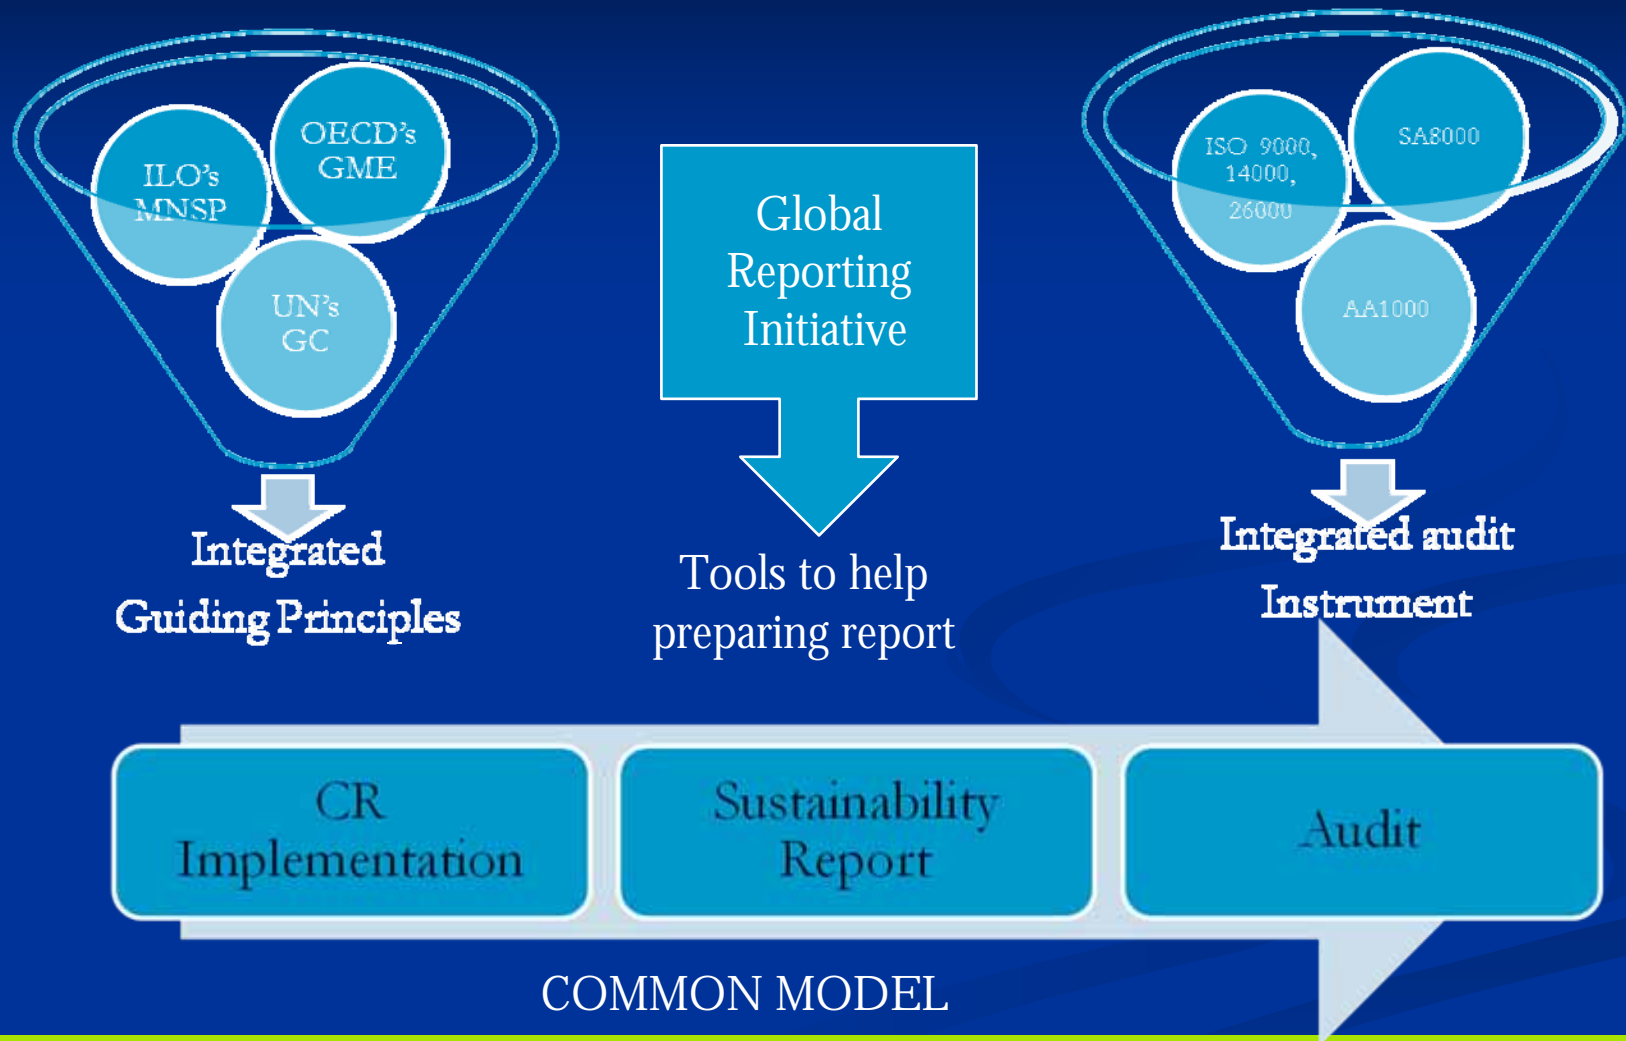 ILO's
MNSP
OECD's
GME
UN's
GC
Integrated
Guiding Principles
Global
Reporting
Initiative
Tools to help
preparing report
ISO 9000,
14000,
26000
SA8000
AA1000
Integrated audit
Instrument
CR
Implementation
Sustainability
Report
Audit
COMMON MODEL